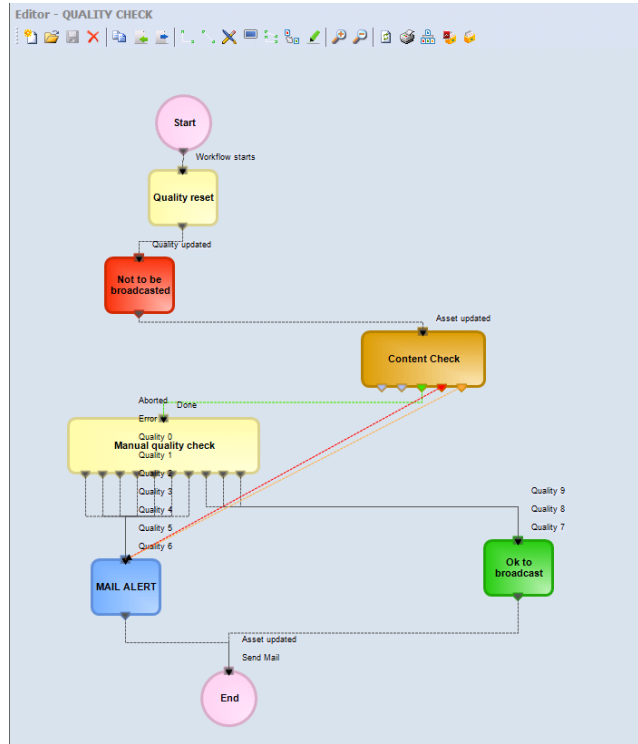 Editor - QUALITY CHECK
Start
Workflow starts
Quality reset
Quality updated
Not to be
broadcasted
Asset updated
Content Check
Aborted
Done
Error
Quality 0
Manual quality check
Quality 1
Quality 2
Quality 3
Quality 4
Quality 5
Quality 6
Quality 9
Quality 8
Quality 7
Ok to
broadcast
MAIL ALERT
Asset updated
Send Mail
End